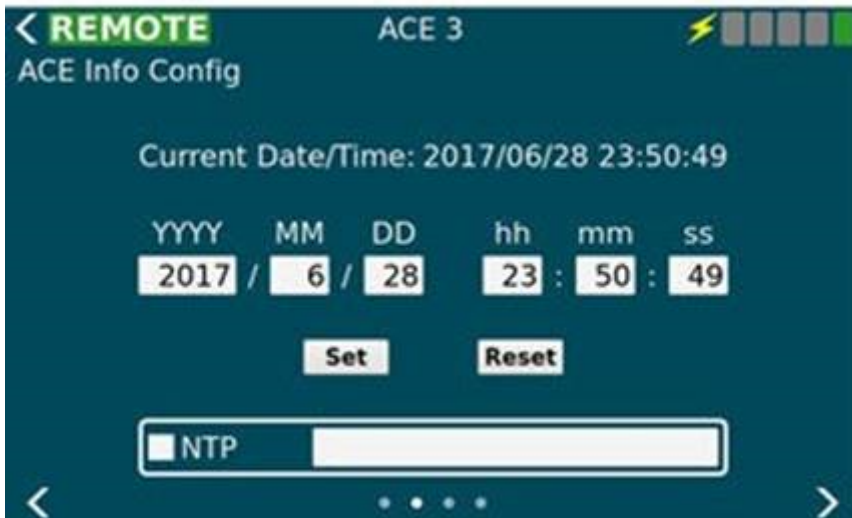 REMOTE ACE 3
ACE Info Config
Current Date/Time: 2017/06/28 23:50:49
YYYY MM DD hh mm ss
2017 / 6 / 28 23 : 50 : 49
Set Reset
NTP